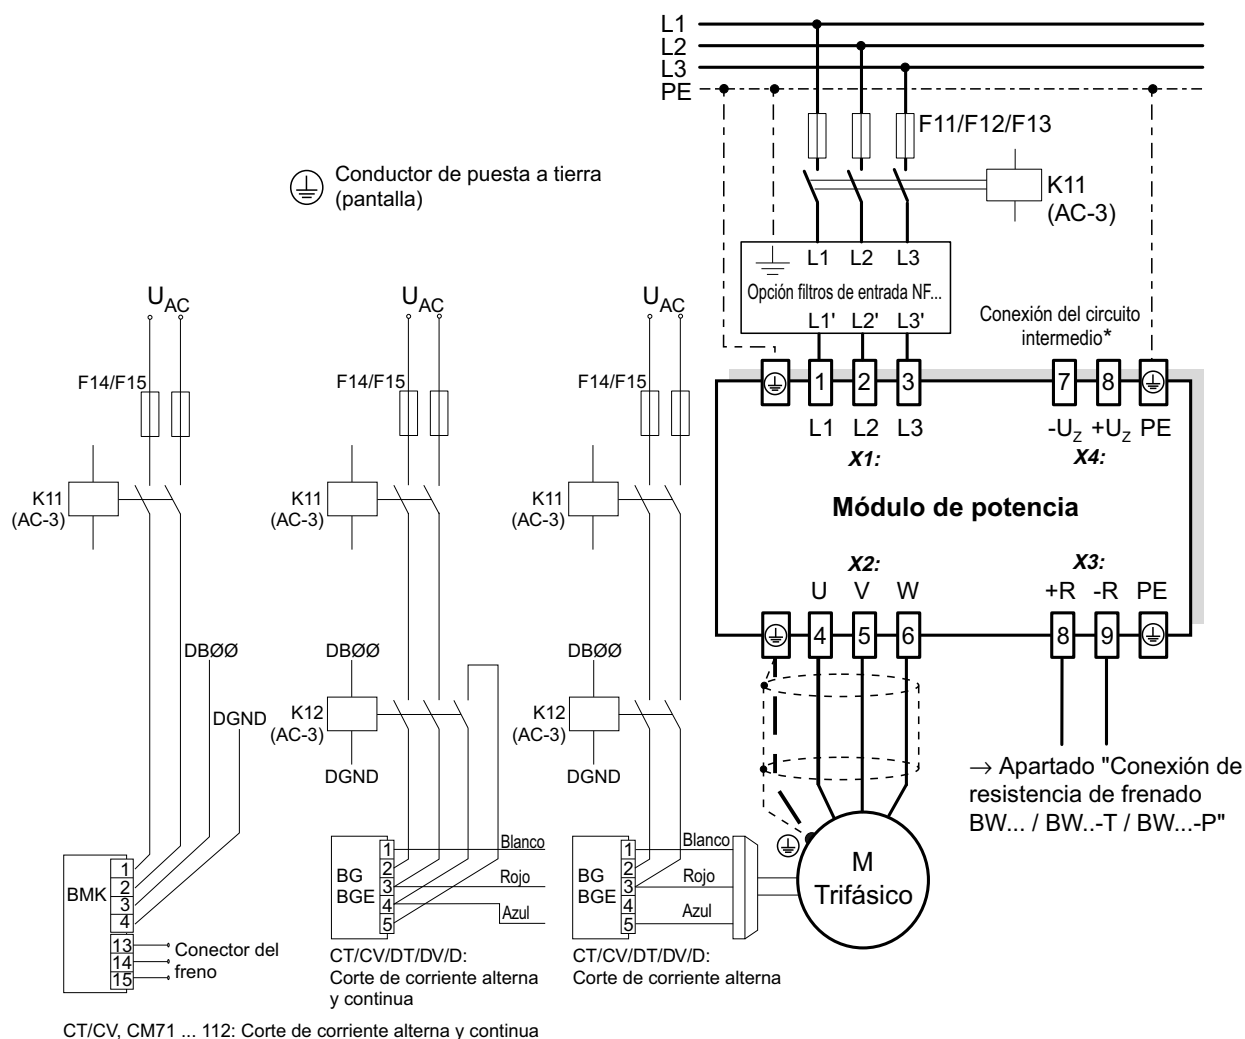 L1
L2
L3
PE
F11/F12/F13
K11
(AC-3)
Conductor de puesta a tierra
(pantalla)
L1 L2 L3
Opción filtros de entrada NF...
L1' L2' L3'
Conexión del circuito
intermedio*
1 2 3 7 8
L1 L2 L3 -UZ +UZ PE
X1: X4:
Módulo de potencia
X2: X3:
U V W +R -R PE
4 5 6 8 9
→ Apartado "Conexión de
resistencia de frenado
BW... / BW..-T / BW...-P"
M
Trifásico
UAC
F14/F15
K11
(AC-3)
DBØØ
DGND
BMK
1
2
3
4
13
14
15
Conector del
freno
CT/CV, CM71 ... 112: Corte de corriente alterna y continua
UAC
F14/F15
K11
(AC-3)
DBØØ
K12
(AC-3)
DGND
BG
BGE
1
2
3
4
5
Blanco
Rojo
Azul
CT/CV/DT/DV/D:
Corte de corriente alterna
y continua
UAC
F14/F15
K11
(AC-3)
DBØØ
K12
(AC-3)
DGND
BG
BGE
1
2
3
4
5
Blanco
Rojo
Azul
CT/CV/DT/DV/D:
Corte de corriente alterna